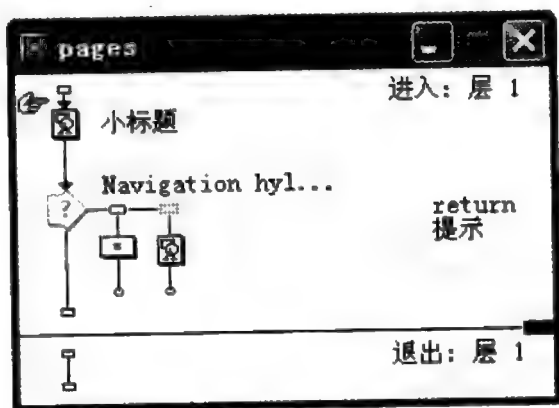 pages
进入: 层 1
小标题
Navigation hyl...
return
提示
退出: 层 1